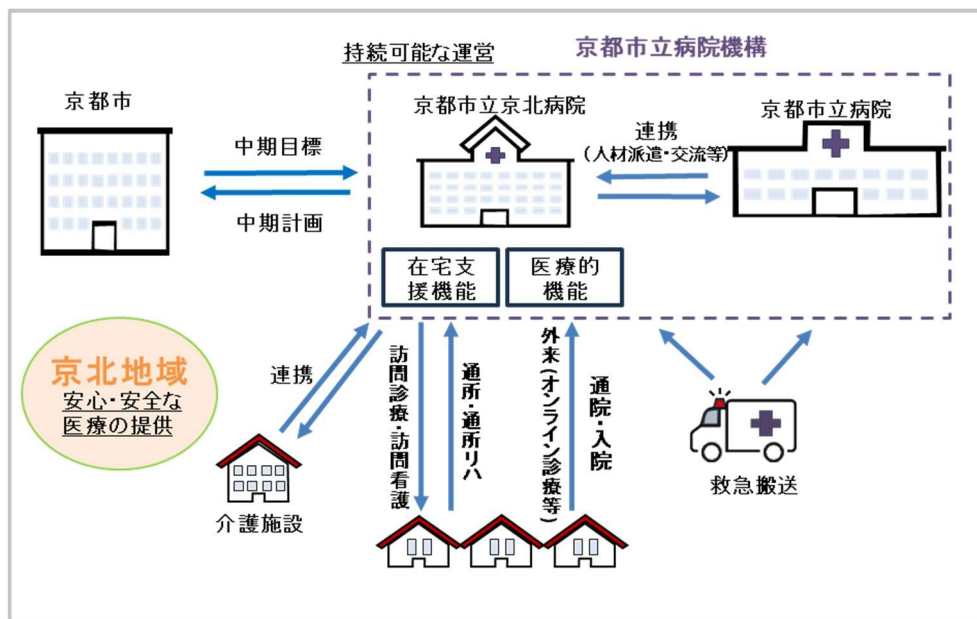 持続可能な運営
京都市立病院機構
京都市
京都市立京北病院
京都市立病院
中期目標
中期計画
連携
(人材派遣・交流等)
在宅支
援機能
医療的
機能
京北地域
安心・安全な
医療の提供
連携
訪問診療・訪問看護
通所・通所リハ
外来(オンライン診療等)
通院・入院
救急搬送
介護施設